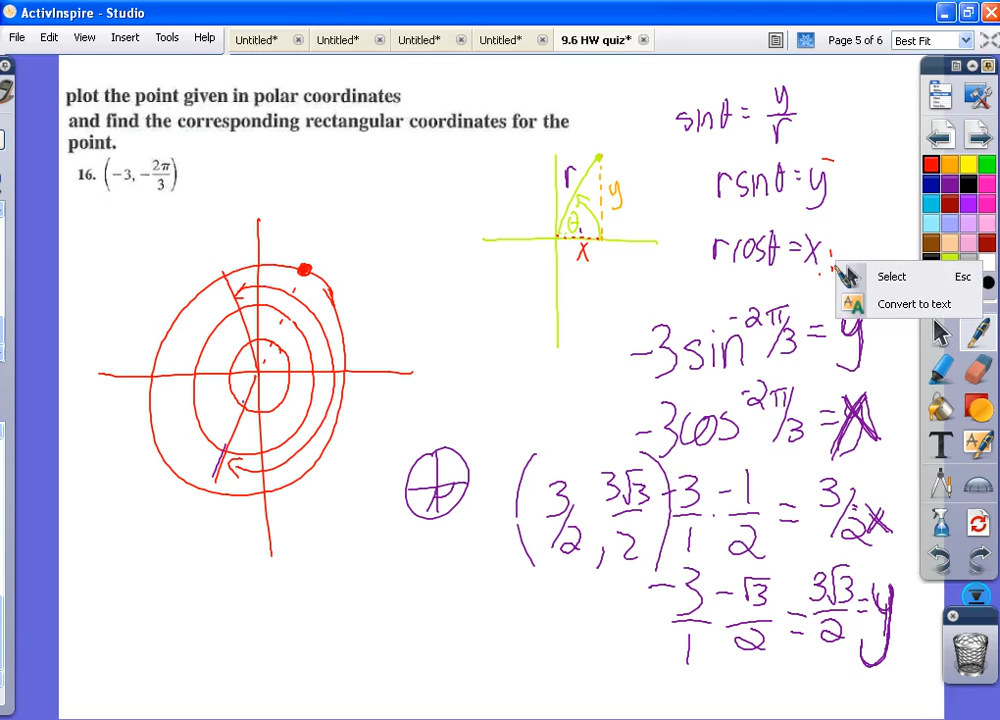 ActivInspire - Studio
File Edit View Insert Tools Help
Untitled* Untitled* Untitled* Untitled* 9.6 HW quiz*
Page 5 of 6
Best Fit
plot the point given in polar coordinates
and find the corresponding rectangular coordinates for the
point.
16. (-3, -2π/3)
sinθ = y/r
rsinθ = y
rcosθ = x
r
θ
y
x
Select Esc
Convert to text
-3sin -2π/3 = y
-3cos -2π/3 = x
(3/2, 3√3/2)
-3/1 · -1/2 = 3/2 = x
-3/1 -√3/2 = 3√3/2 = y
A A
T